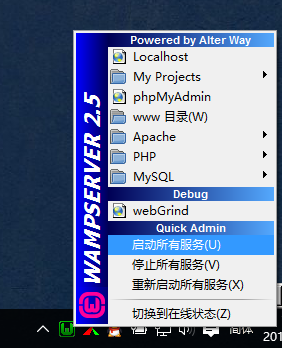 Powered by Alter Way
Localhost
My Projects
phpMyAdmin
www 目录(W)
Apache
PHP
MySQL
Debug
webGrind
Quick Admin
启动所有服务(U)
停止所有服务(V)
重新启动所有服务(X)
切换到在线状态(Z)
WAMPSERVER 2.5
简体
201